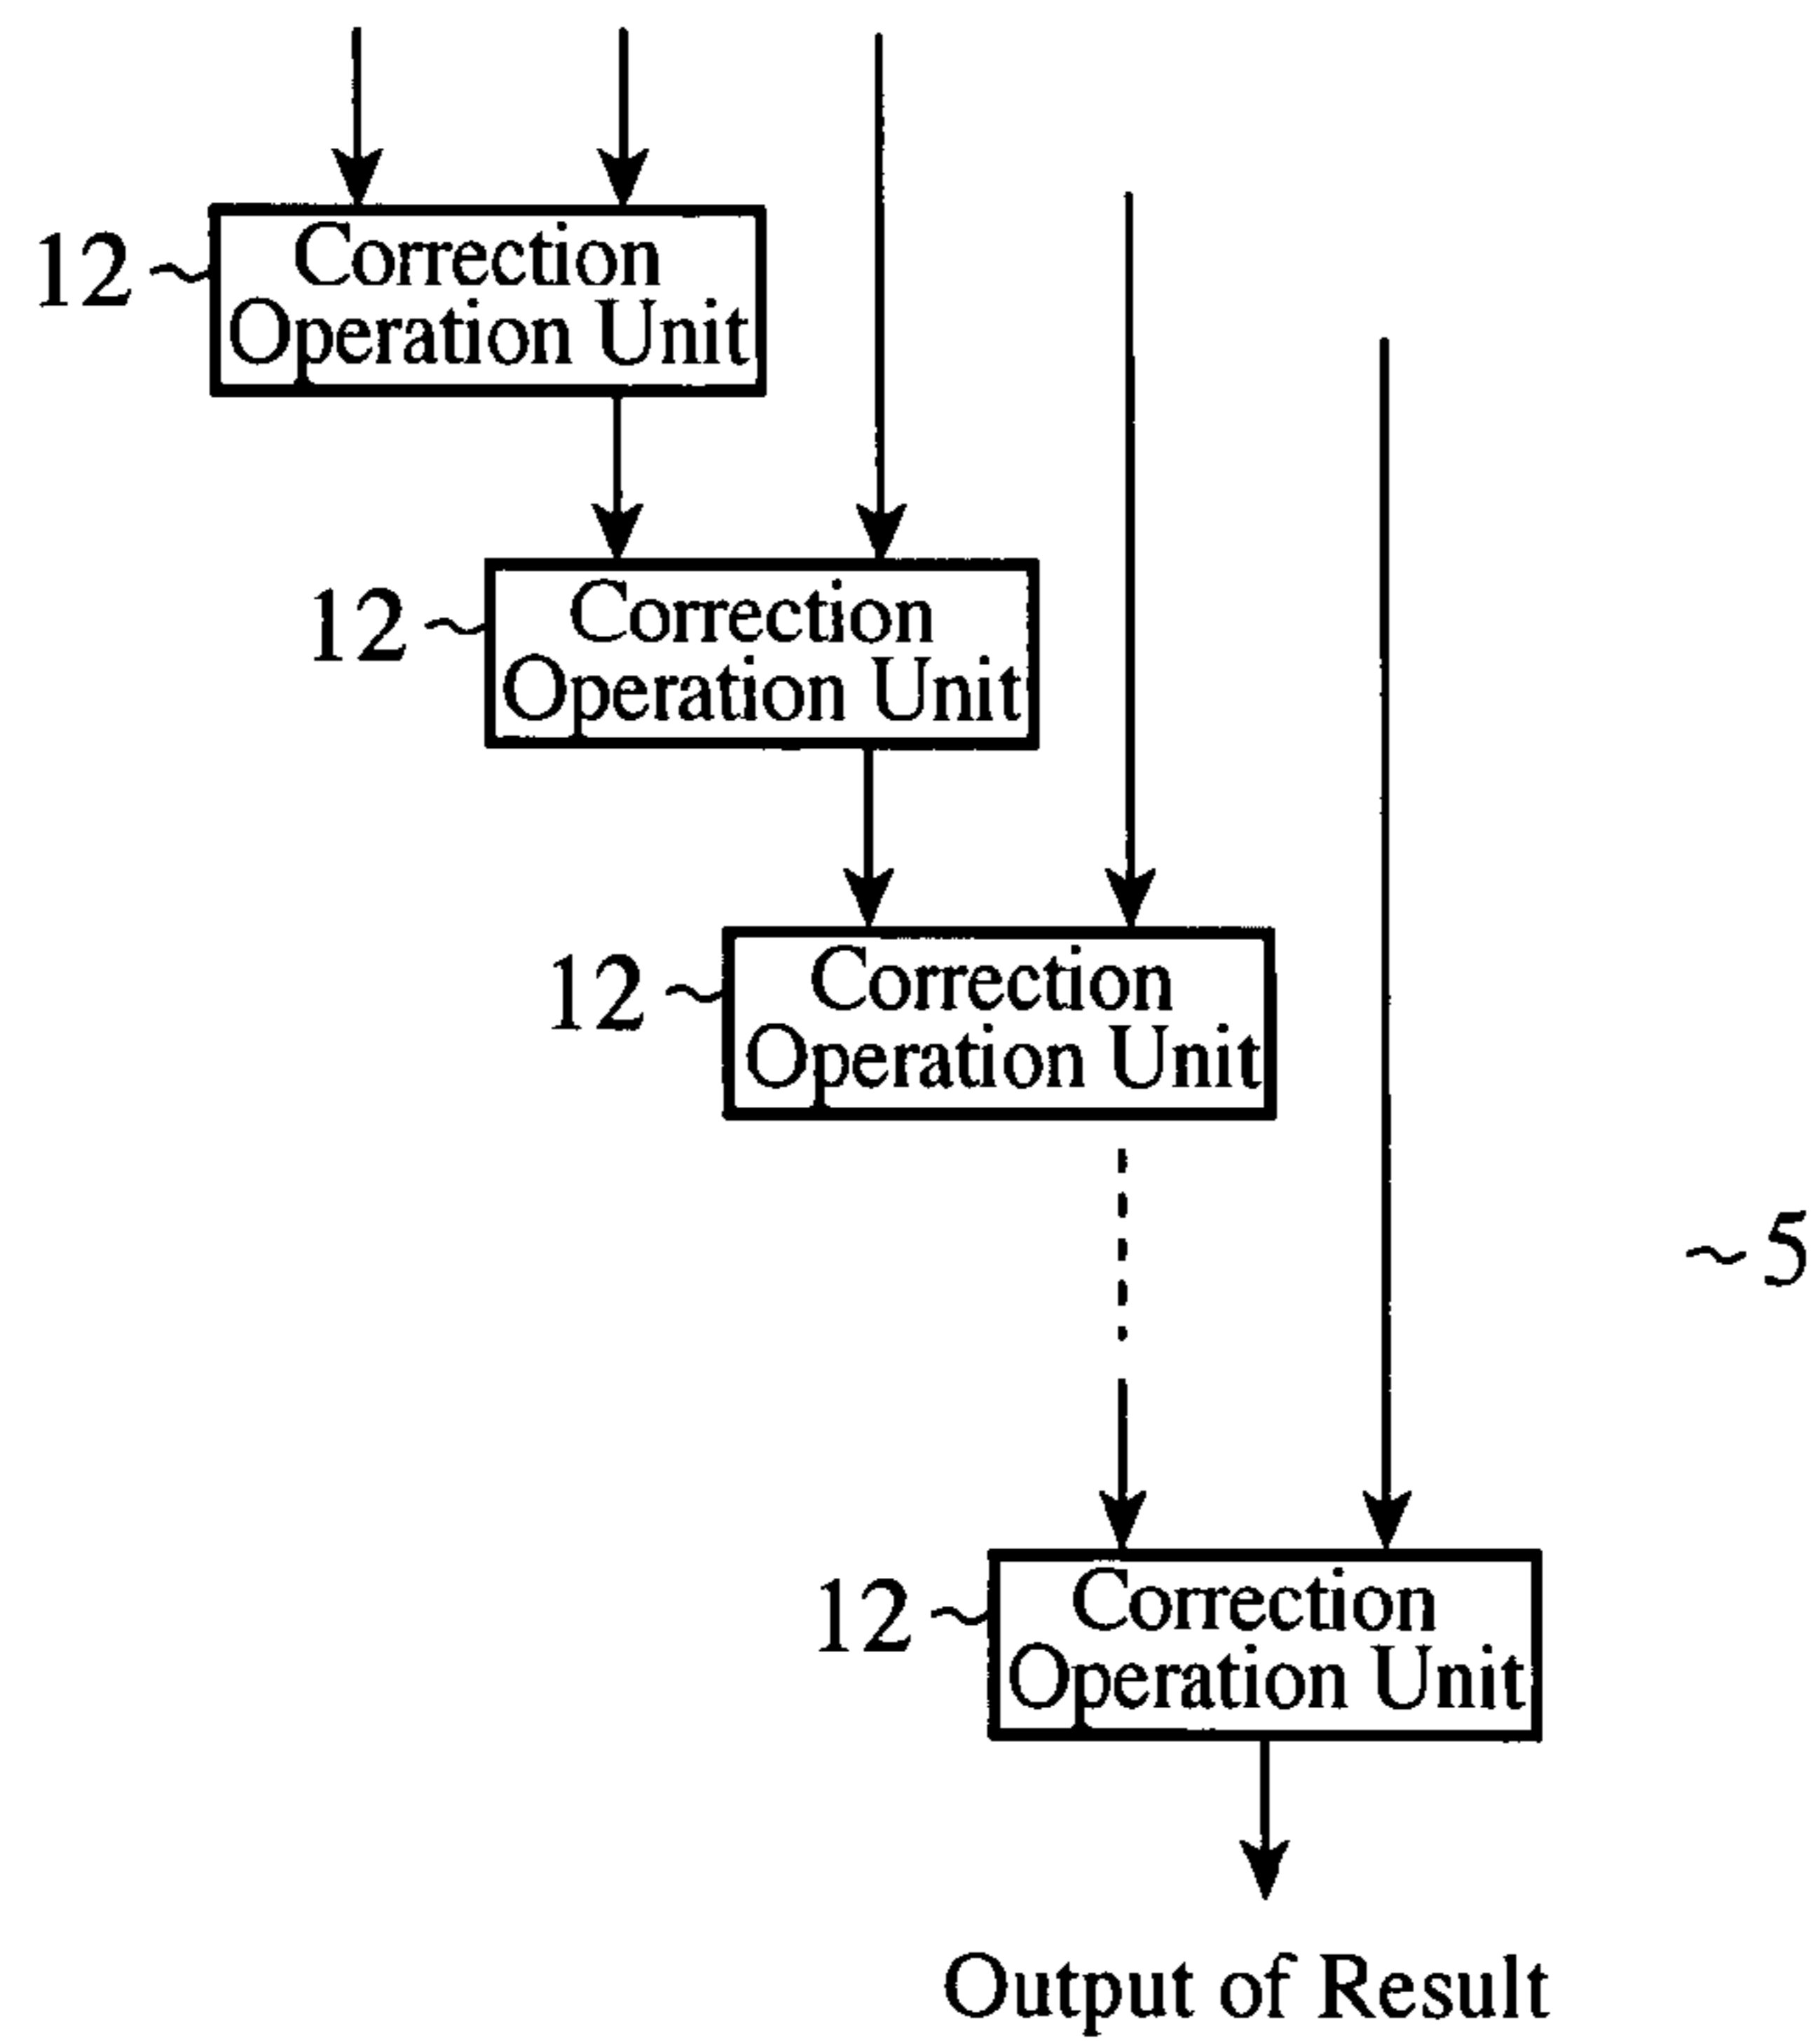 12
Correction
Operation Unit
12
Correction
Operation Unit
12
Correction
Operation Unit
5
12
Correction
Operation Unit
Output of Result